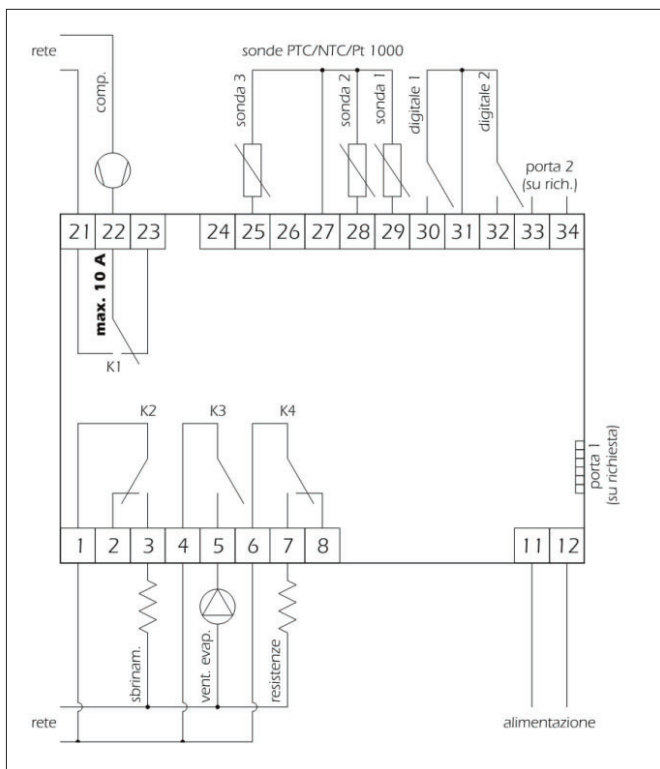 rete
sonde PTC/NTC/Pt 1000
comp.
sonda 3
sonda 2
sonda 1
digitale 1
digitale 2
porta 2
(su rich.)
21 22 23 24 25 26 27 28 29 30 31 32 33 34
max. 10 A
K1
K2 K3 K4
porta 1
(su richiesta)
1 2 3 4 5 6 7 8 11 12
sbrinam.
vent. evap.
resistenze
rete
alimentazione